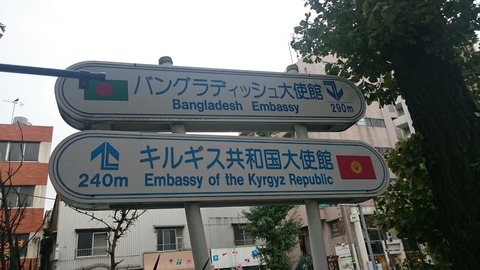 バングラディッシュ大使館
Bangladesh Embassy
290m
キルギス共和国大使館
240m
Embassy of the Kyrgyz Republic